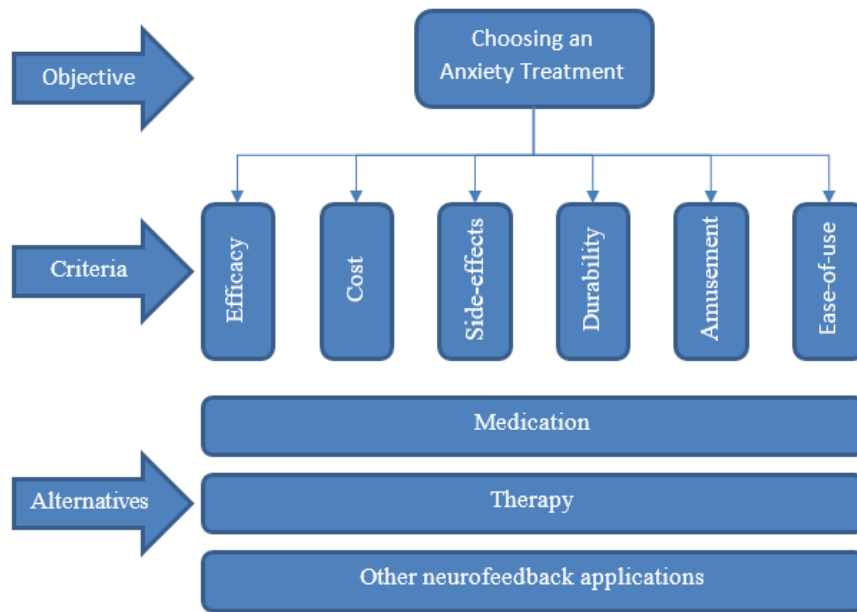 Objective
Choosing an
Anxiety Treatment
Criteria
Efficacy
Cost
Side-effects
Durability
Amusement
Ease-of-use
Alternatives
Medication
Therapy
Other neurofeedback applications